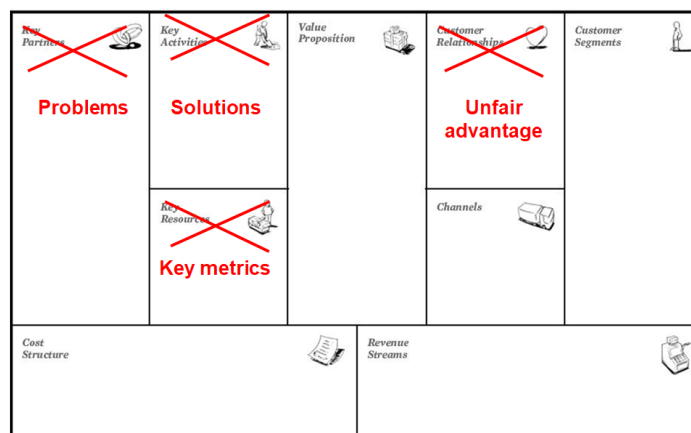 Key
Partners
Problems
Key
Activities
Solutions
Key
Resources
Key metrics
Value
Proposition
Customer
Relationships
Unfair
advantage
Channels
Customer
Segments
Cost
Structure
Revenue
Streams